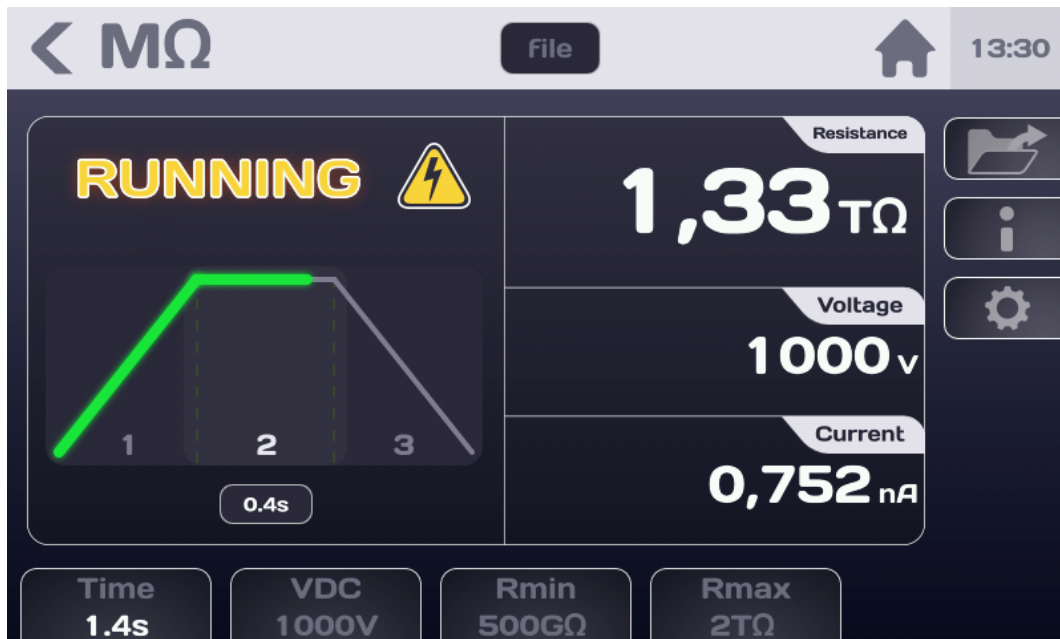 MΩ
file
13:30
RUNNING
Resistance
1,33 TΩ
Voltage
1000 v
Current
0,752 nA
1
2
3
0.4s
Time
1.4s
VDC
1000V
Rmin
500GΩ
Rmax
2TΩ